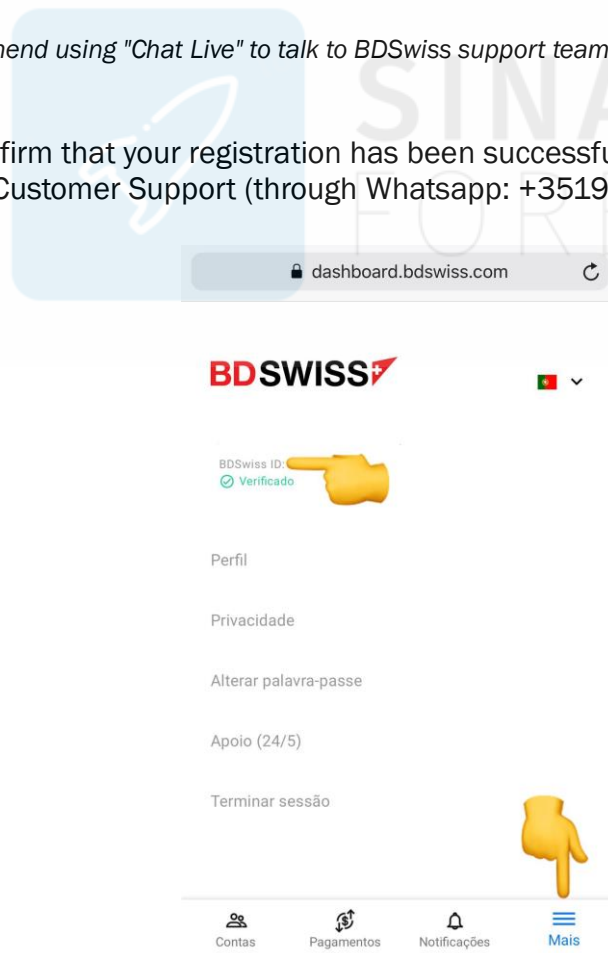 mend using "Chat Live" to talk to BDSwiss support team
SINA
firm that your registration has been successfu
Customer Support (through Whatsapp: +3519
FOR
dashboard.bdswiss.com
BDSWISS
BDSwiss ID:
Verificado
Perfil
Privacidade
Alterar palavra-passe
Apoio (24/5)
Terminar sessão
Contas Pagamentos Notificações Mais